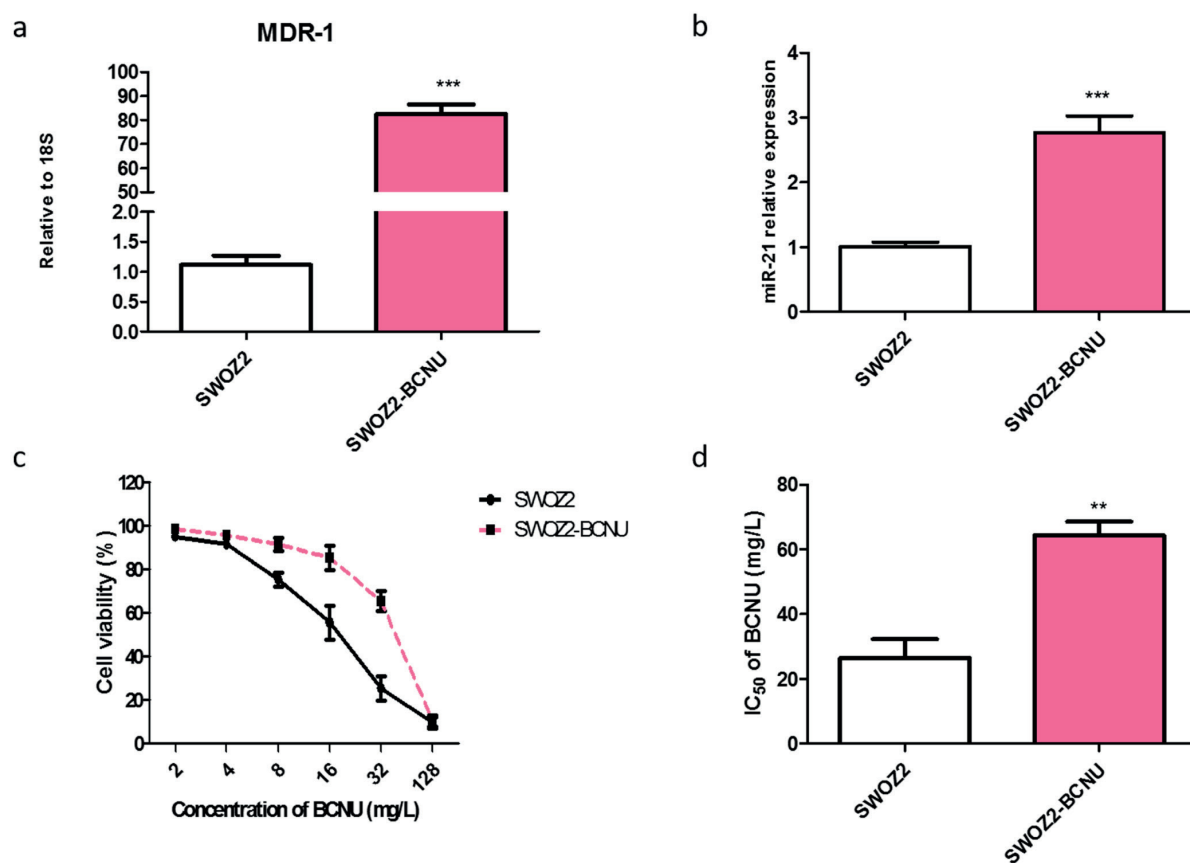 a
MDR-1
Relative to 18S
100
90
80
70
60
50
2.0
1.5
1.0
0.5
0.0
***
SWOZ2
SWOZ2-BCNU
b
miR-21 relative expression
4
3
2
1
0
***
SWOZ2
SWOZ2-BCNU
c
Cell viability (%)
120
100
80
60
40
20
0
2
4
8
16
32
128
Concentration of BCNU (mg/L)
SWOZ2
SWOZ2-BCNU
d
IC50 of BCNU (mg/L)
80
60
40
20
0
**
SWOZ2
SWOZ2-BCNU